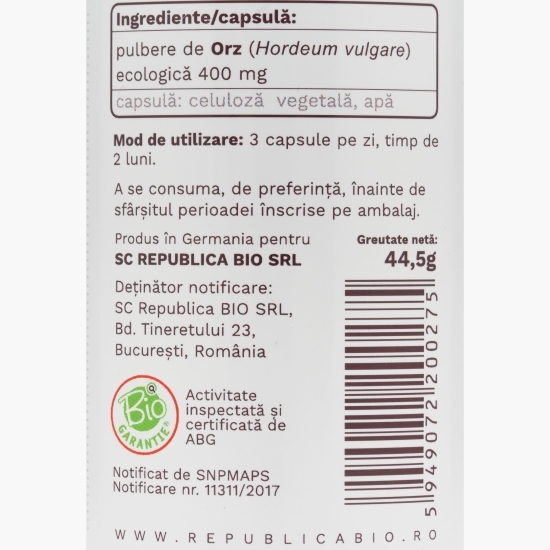 Ingrediente/capsulă:
pulbere de Orz (Hordeum vulgare)
ecologică 400 mg
capsulă: celuloză vegetală, apă
Mod de utilizare: 3 capsule pe zi, timp de
2 luni.
A se consuma, de preferință, înainte de
sfârșitul perioadei înscrise pe ambalaj.
Produs în Germania pentru
SC REPUBLICA BIO SRL
Greutate netă:
44,5g
Deținător notificare:
SC Republica BIO SRL,
Bd. Tineretului 23,
București, România
Bio
GARANTIE®
Activitate
inspectată și
certificată de
ABG
Notificat de SNPMAPS
Notificare nr. 11311/2017
5 949072 200275
WWW.REPUBLICABIO.RO